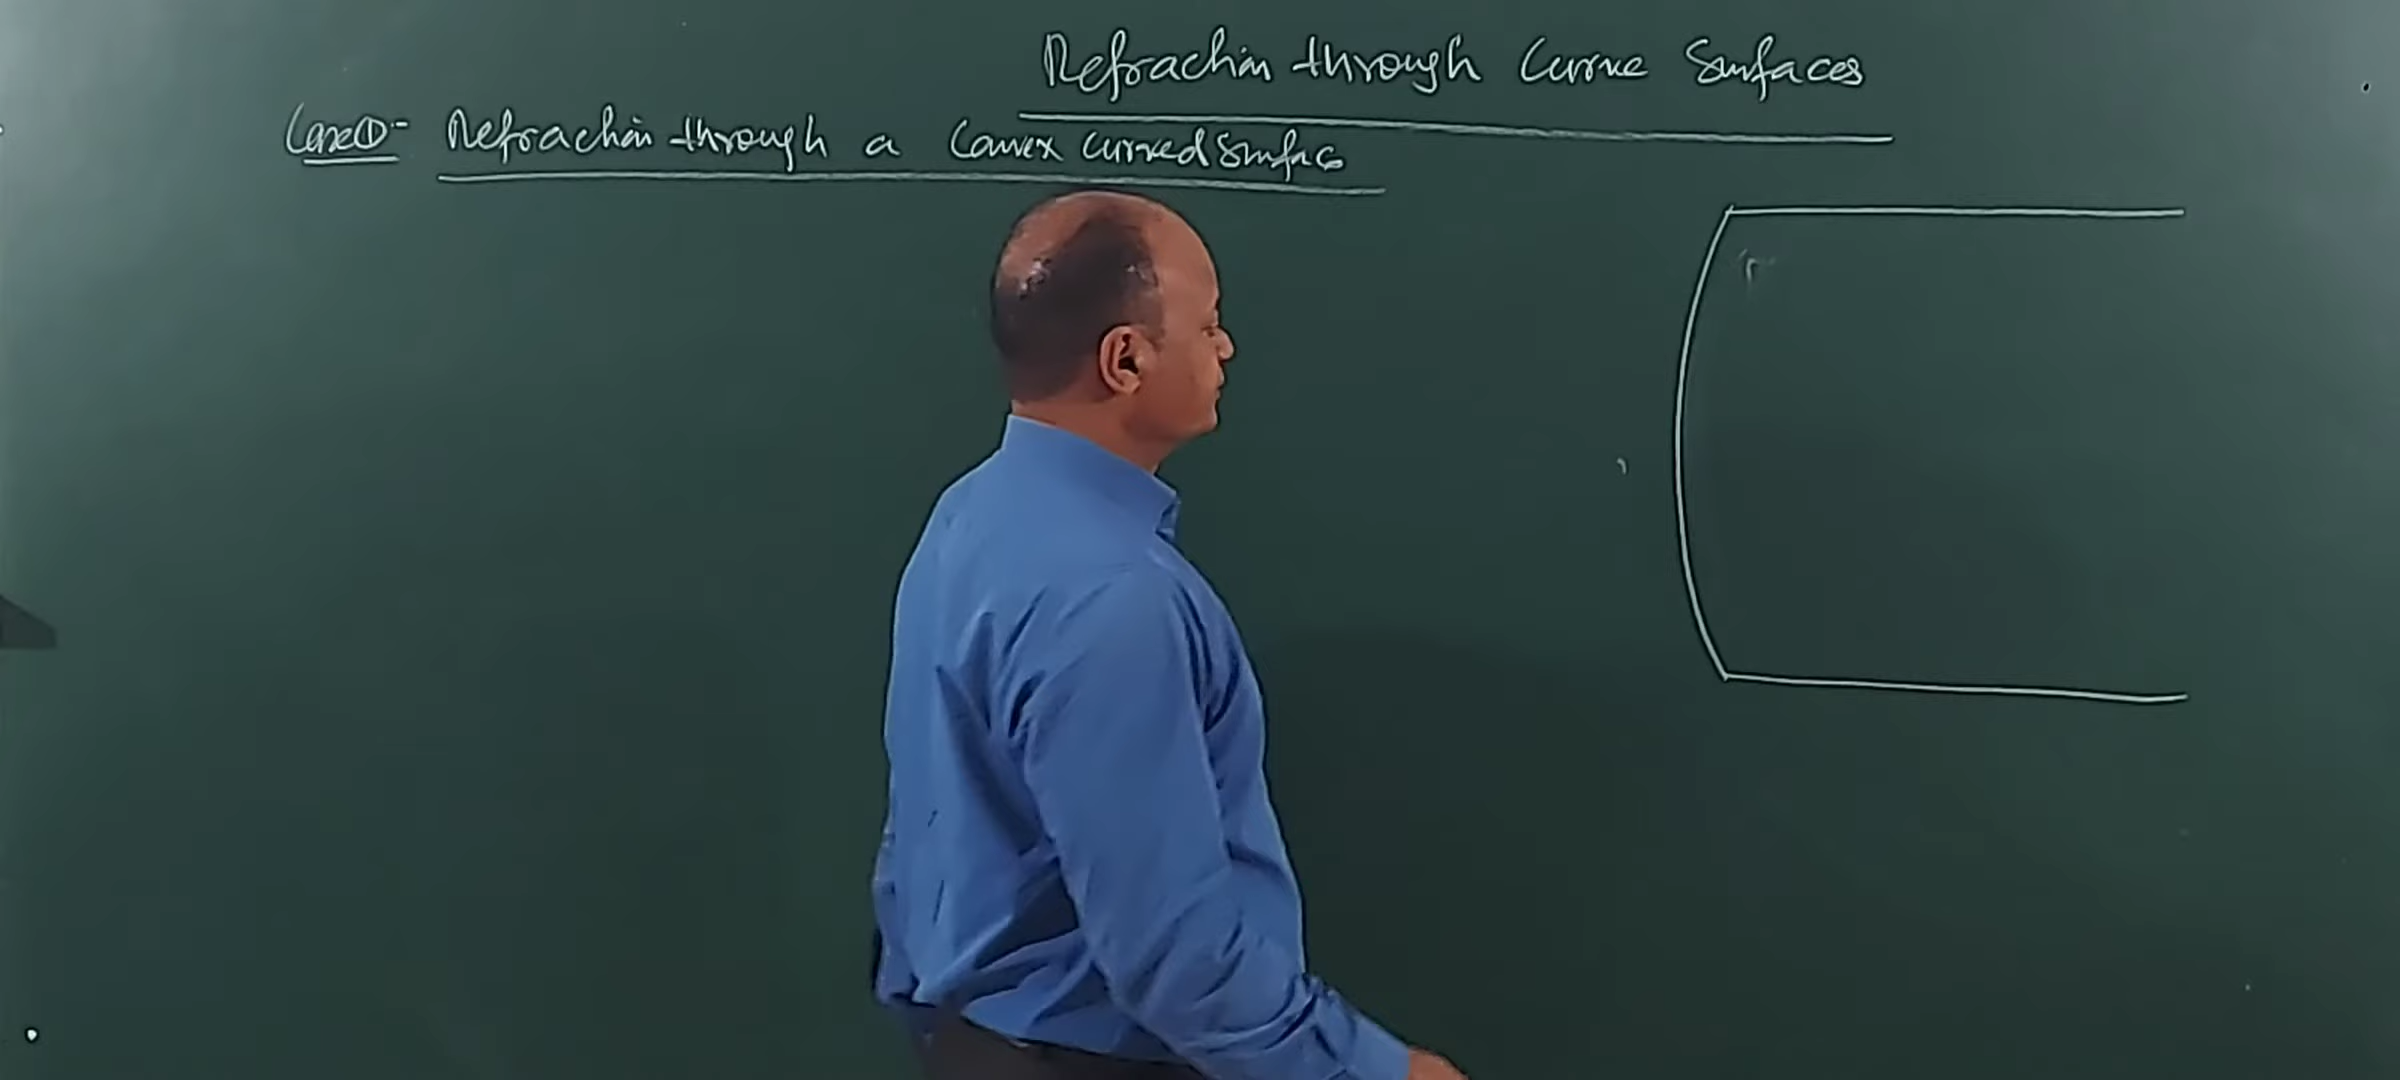 Refraction through Curve Surfaces
Case① :- Refraction through a Convex curved Surface